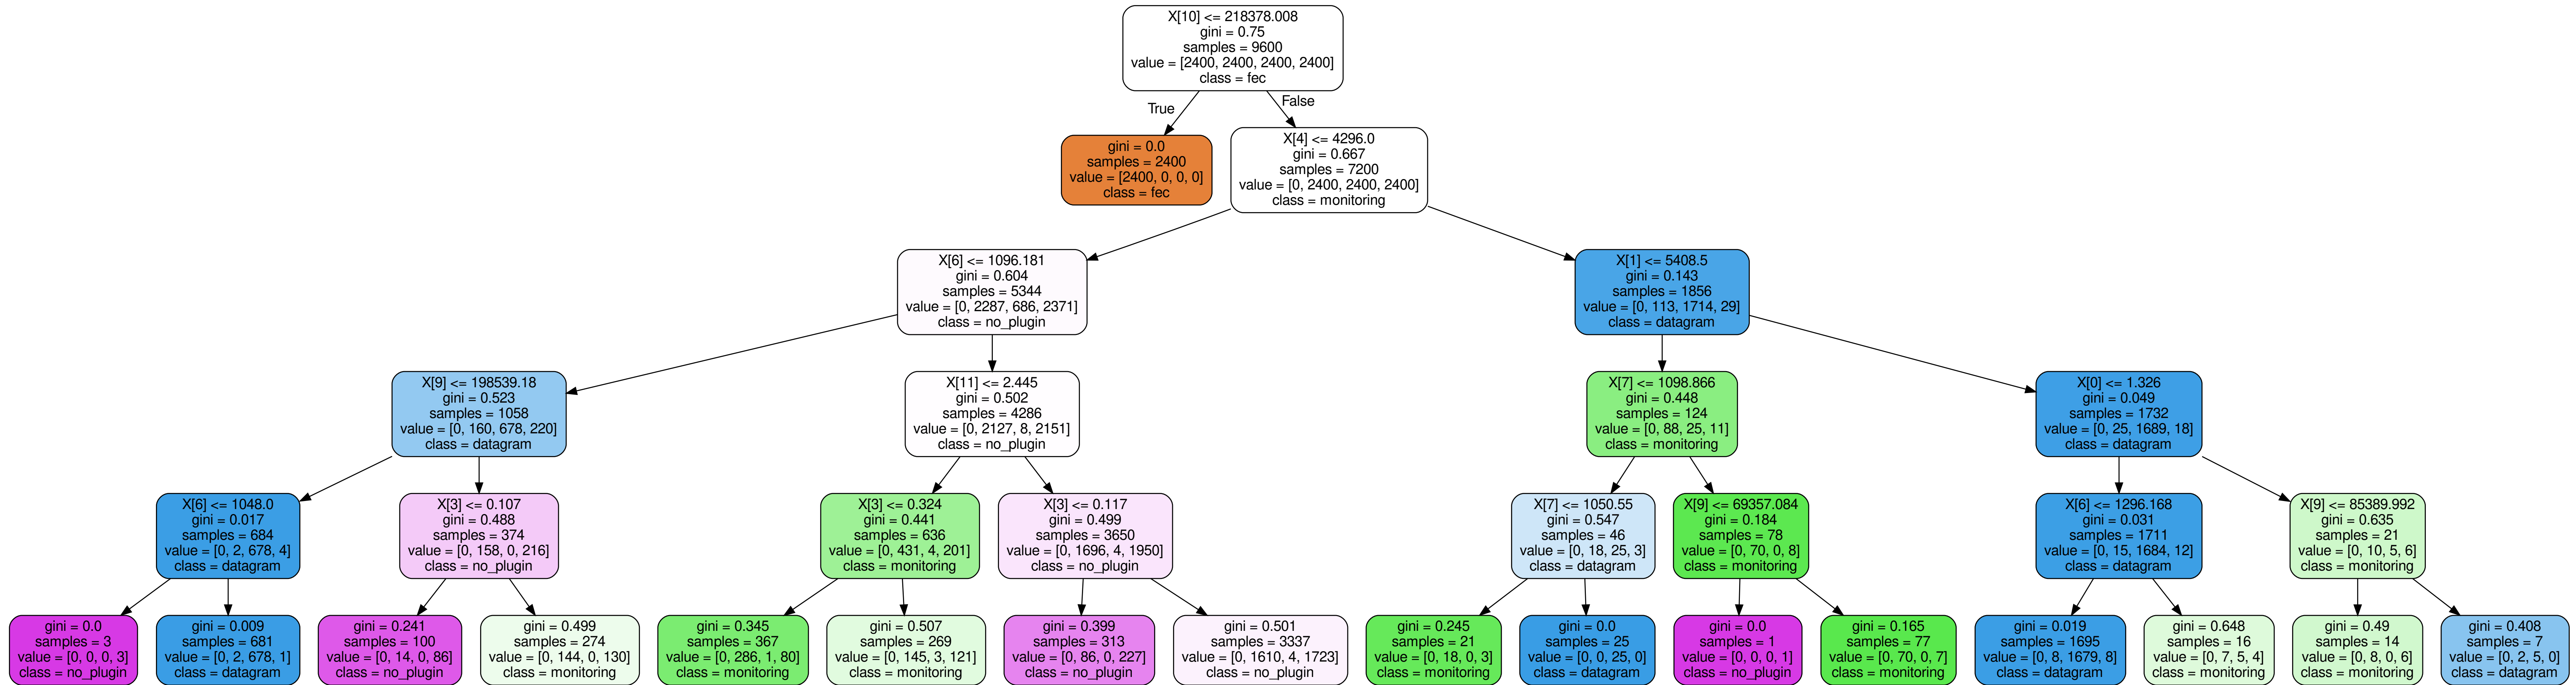 X[10] <= 218378.008
gini = 0.75
samples = 9600
value = [2400, 2400, 2400, 2400]
class = fec
True
False
gini = 0.0
samples = 2400
value = [2400, 0, 0, 0]
class = fec
X[4] <= 4296.0
gini = 0.667
samples = 7200
value = [0, 2400, 2400, 2400]
class = monitoring
X[6] <= 1096.181
gini = 0.604
samples = 5344
value = [0, 2287, 686, 2371]
class = no_plugin
X[1] <= 5408.5
gini = 0.143
samples = 1856
value = [0, 113, 1714, 29]
class = datagram
X[9] <= 198539.18
gini = 0.523
samples = 1058
value = [0, 160, 678, 220]
class = datagram
X[11] <= 2.445
gini = 0.502
samples = 4286
value = [0, 2127, 8, 2151]
class = no_plugin
X[7] <= 1098.866
gini = 0.448
samples = 124
value = [0, 88, 25, 11]
class = monitoring
X[0] <= 1.326
gini = 0.049
samples = 1732
value = [0, 25, 1689, 18]
class = datagram
X[6] <= 1048.0
gini = 0.017
samples = 684
value = [0, 2, 678, 4]
class = datagram
X[3] <= 0.107
gini = 0.488
samples = 374
value = [0, 158, 0, 216]
class = no_plugin
X[3] <= 0.324
gini = 0.441
samples = 636
value = [0, 431, 4, 201]
class = monitoring
X[3] <= 0.117
gini = 0.499
samples = 3650
value = [0, 1696, 4, 1950]
class = no_plugin
X[7] <= 1050.55
gini = 0.547
samples = 46
value = [0, 18, 25, 3]
class = datagram
X[9] <= 69357.084
gini = 0.184
samples = 78
value = [0, 70, 0, 8]
class = monitoring
X[6] <= 1296.168
gini = 0.031
samples = 1711
value = [0, 15, 1684, 12]
class = datagram
X[9] <= 85389.992
gini = 0.635
samples = 21
value = [0, 10, 5, 6]
class = monitoring
gini = 0.0
samples = 3
value = [0, 0, 0, 3]
class = no_plugin
gini = 0.009
samples = 681
value = [0, 2, 678, 1]
class = datagram
gini = 0.241
samples = 100
value = [0, 14, 0, 86]
class = no_plugin
gini = 0.499
samples = 274
value = [0, 144, 0, 130]
class = monitoring
gini = 0.345
samples = 367
value = [0, 286, 1, 80]
class = monitoring
gini = 0.507
samples = 269
value = [0, 145, 3, 121]
class = monitoring
gini = 0.399
samples = 313
value = [0, 86, 0, 227]
class = no_plugin
gini = 0.501
samples = 3337
value = [0, 1610, 4, 1723]
class = no_plugin
gini = 0.245
samples = 21
value = [0, 18, 0, 3]
class = monitoring
gini = 0.0
samples = 25
value = [0, 0, 25, 0]
class = datagram
gini = 0.0
samples = 1
value = [0, 0, 0, 1]
class = no_plugin
gini = 0.165
samples = 77
value = [0, 70, 0, 7]
class = monitoring
gini = 0.019
samples = 1695
value = [0, 8, 1679, 8]
class = datagram
gini = 0.648
samples = 16
value = [0, 7, 5, 4]
class = monitoring
gini = 0.49
samples = 14
value = [0, 8, 0, 6]
class = monitoring
gini = 0.408
samples = 7
value = [0, 2, 5, 0]
class = datagram